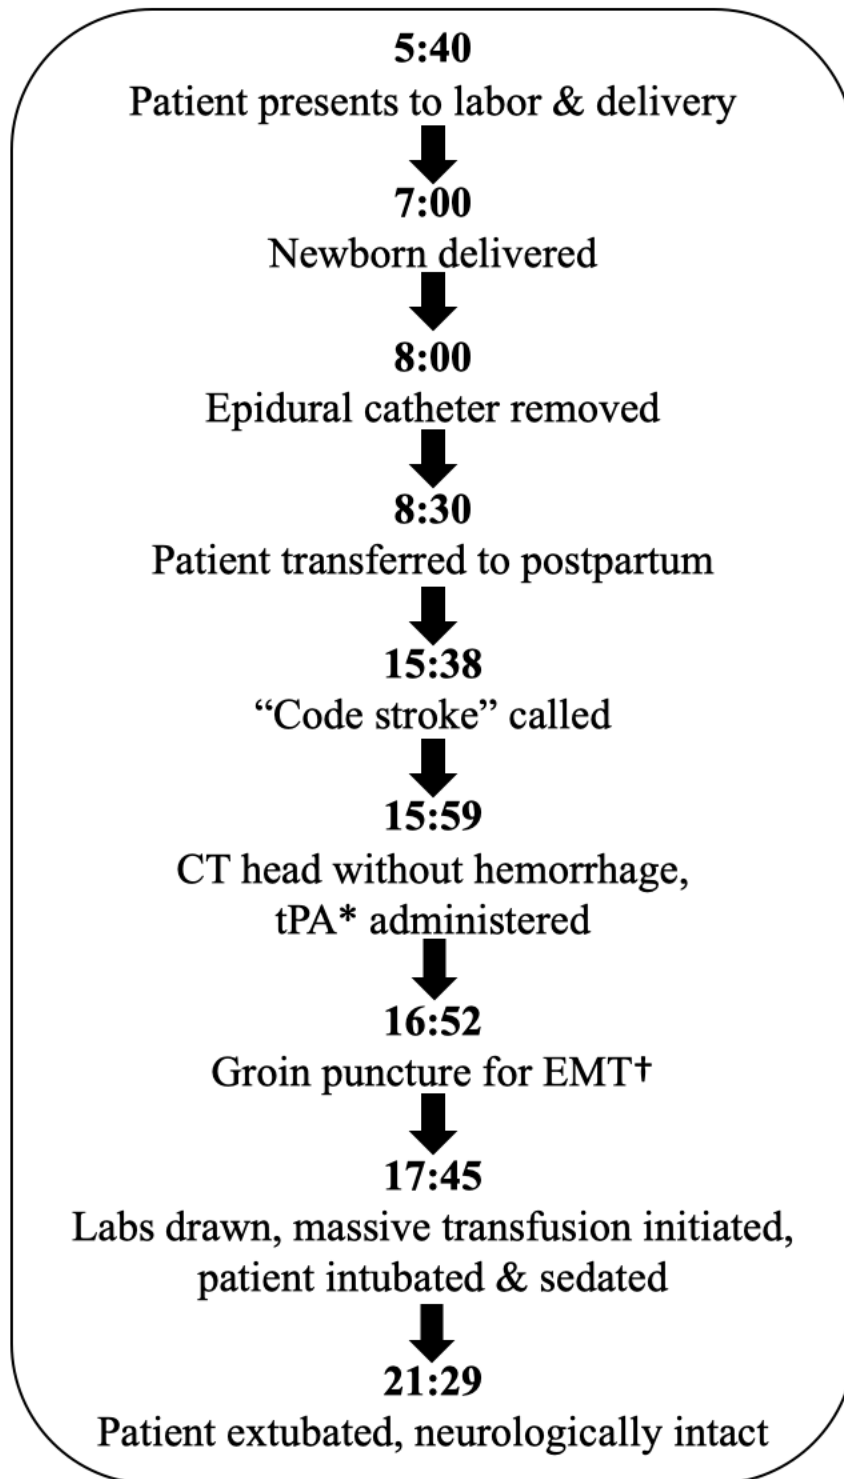 5:40
Patient presents to labor & delivery
7:00
Newborn delivered
8:00
Epidural catheter removed
8:30
Patient transferred to postpartum
15:38
“Code stroke” called
15:59
CT head without hemorrhage,
tPA* administered
16:52
Groin puncture for EMT†
17:45
Labs drawn, massive transfusion initiated,
patient intubated & sedated
21:29
Patient extubated, neurologically intact